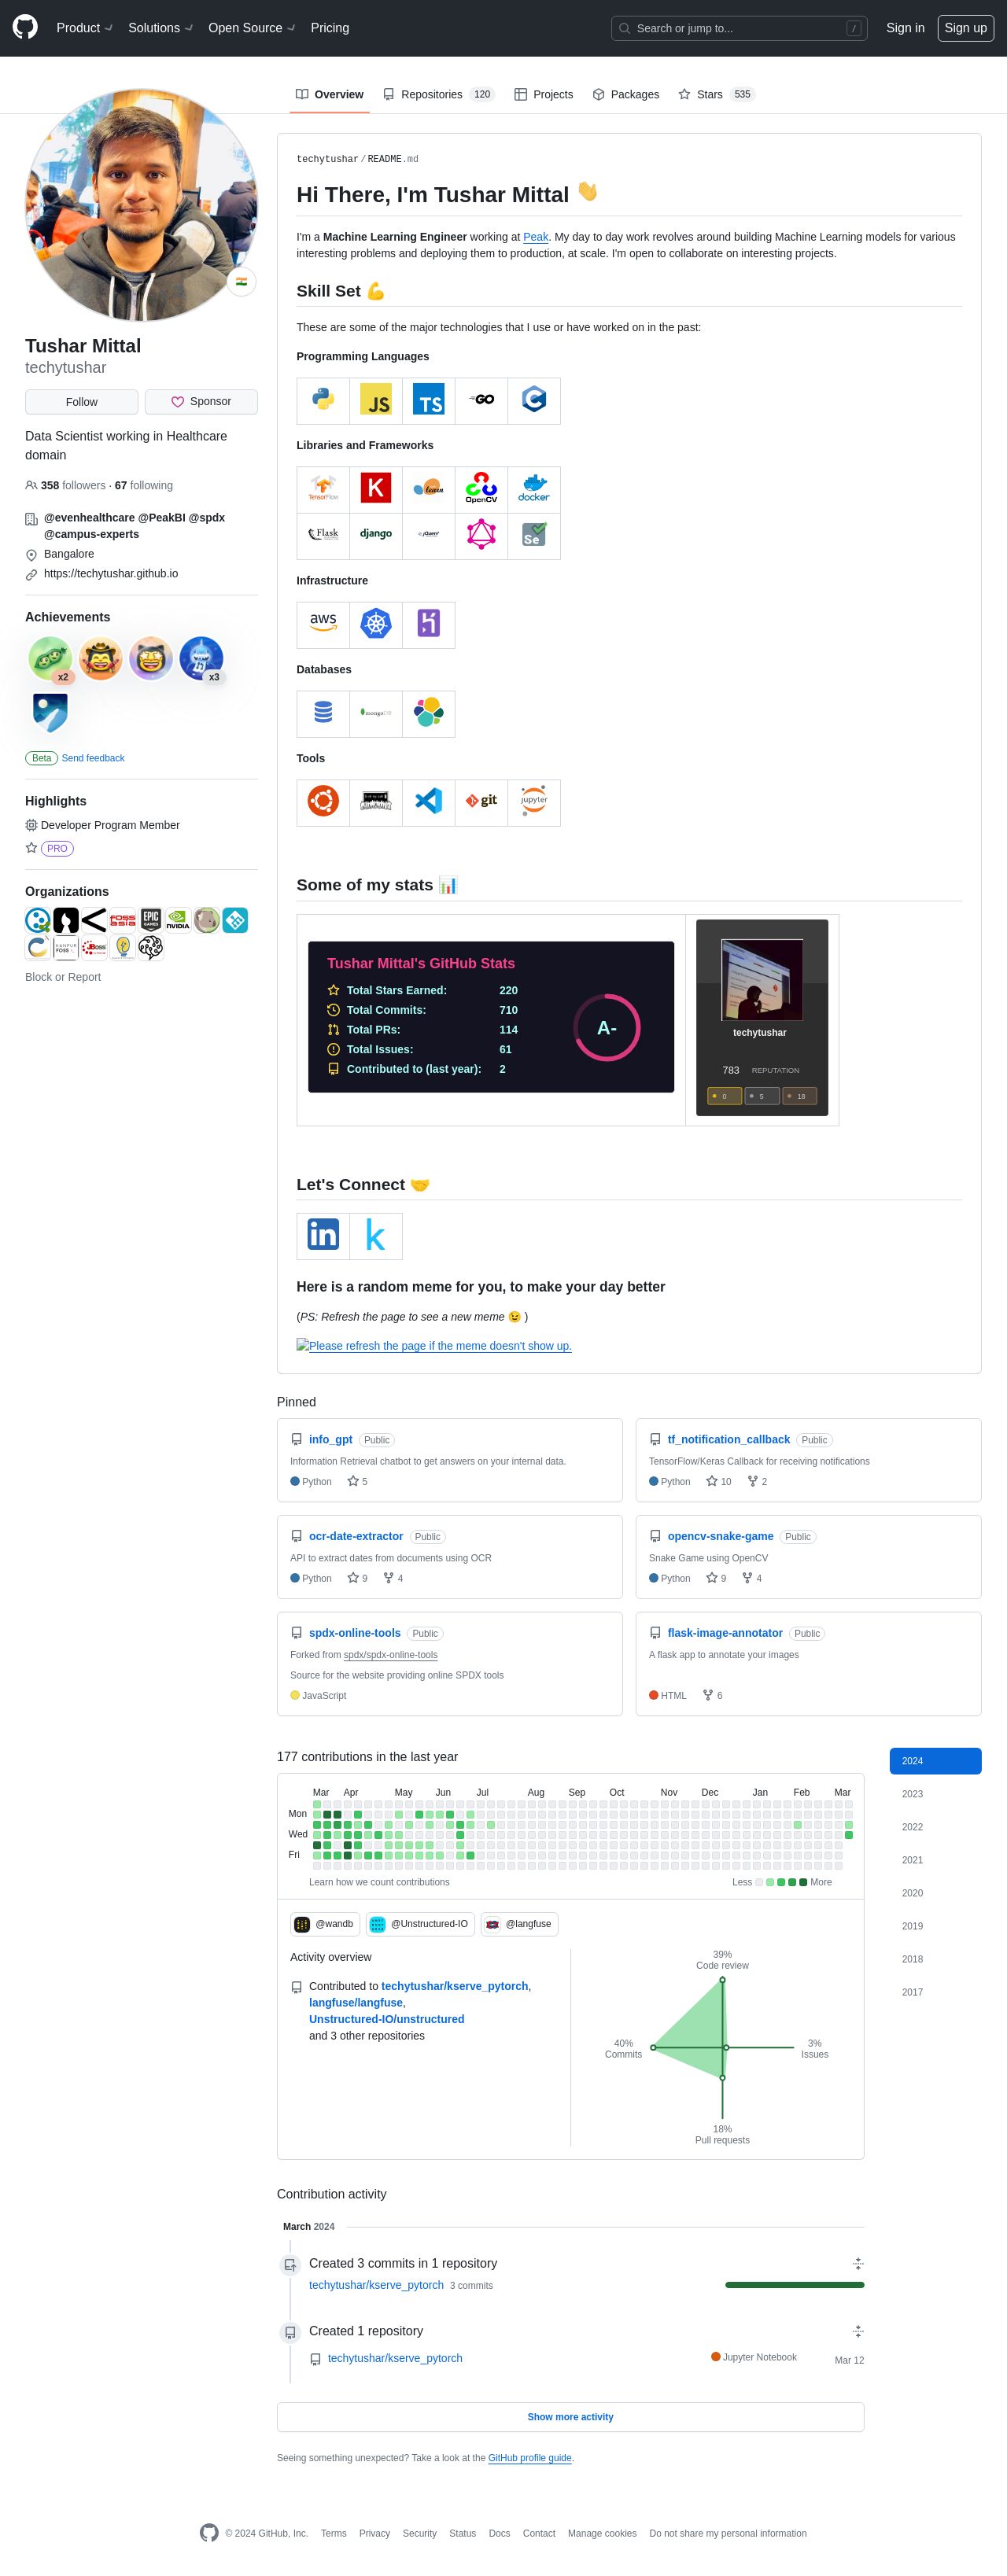 Product Solutions Open Source Pricing
Search or jump to... /
Sign in Sign up
Overview Repositories 120 Projects Packages Stars 535
Tushar Mittal
techytushar
Follow Sponsor
Data Scientist working in Healthcare
domain
358 followers · 67 following
@evenhealthcare @PeakBI @spdx
@campus-experts
Bangalore
https://techytushar.github.io
Achievements
x2 x3
Beta Send feedback
Highlights
Developer Program Member
PRO
Organizations
FOSS ASIA
EPIC GAMES
NVIDIA
KANPUR FOSS
JBoss
Block or Report
techytushar/README.md
Hi There, I'm Tushar Mittal 👋
I'm a Machine Learning Engineer working at Peak. My day to day work revolves around building Machine Learning models for various
interesting problems and deploying them to production, at scale. I'm open to collaborate on interesting projects.
Skill Set 💪
These are some of the major technologies that I use or have worked on in the past:
Programming Languages
JS TS GO C
Libraries and Frameworks
TensorFlow K learn OpenCV docker
Flask django jQuery Se
Infrastructure
aws
Databases
mongoDB
Tools
git jupyter
Some of my stats 📊
Tushar Mittal's GitHub Stats
Total Stars Earned: 220
Total Commits: 710
Total PRs: 114
Total Issues: 61
Contributed to (last year): 2
A-
techytushar
783 REPUTATION
0 5 18
Let's Connect 🤝
in k
Here is a random meme for you, to make your day better
(PS: Refresh the page to see a new meme 😉 )
Please refresh the page if the meme doesn't show up.
Pinned
info_gpt Public
Information Retrieval chatbot to get answers on your internal data.
Python 5
tf_notification_callback Public
TensorFlow/Keras Callback for receiving notifications
Python 10 2
ocr-date-extractor Public
API to extract dates from documents using OCR
Python 9 4
opencv-snake-game Public
Snake Game using OpenCV
Python 9 4
spdx-online-tools Public
Forked from spdx/spdx-online-tools
Source for the website providing online SPDX tools
JavaScript
flask-image-annotator Public
A flask app to annotate your images
HTML 6
177 contributions in the last year
Mar Apr May Jun Jul Aug Sep Oct Nov Dec Jan Feb Mar
Mon
Wed
Fri
Learn how we count contributions
Less More
2024
2023
2022
2021
2020
2019
2018
2017
@wandb @Unstructured-IO @langfuse
Activity overview
Contributed to techytushar/kserve_pytorch,
langfuse/langfuse,
Unstructured-IO/unstructured
and 3 other repositories
39%
Code review
40%
Commits
3%
Issues
18%
Pull requests
Contribution activity
March 2024
Created 3 commits in 1 repository
techytushar/kserve_pytorch 3 commits
Created 1 repository
techytushar/kserve_pytorch Jupyter Notebook Mar 12
Show more activity
Seeing something unexpected? Take a look at the GitHub profile guide.
© 2024 GitHub, Inc. Terms Privacy Security Status Docs Contact Manage cookies Do not share my personal information